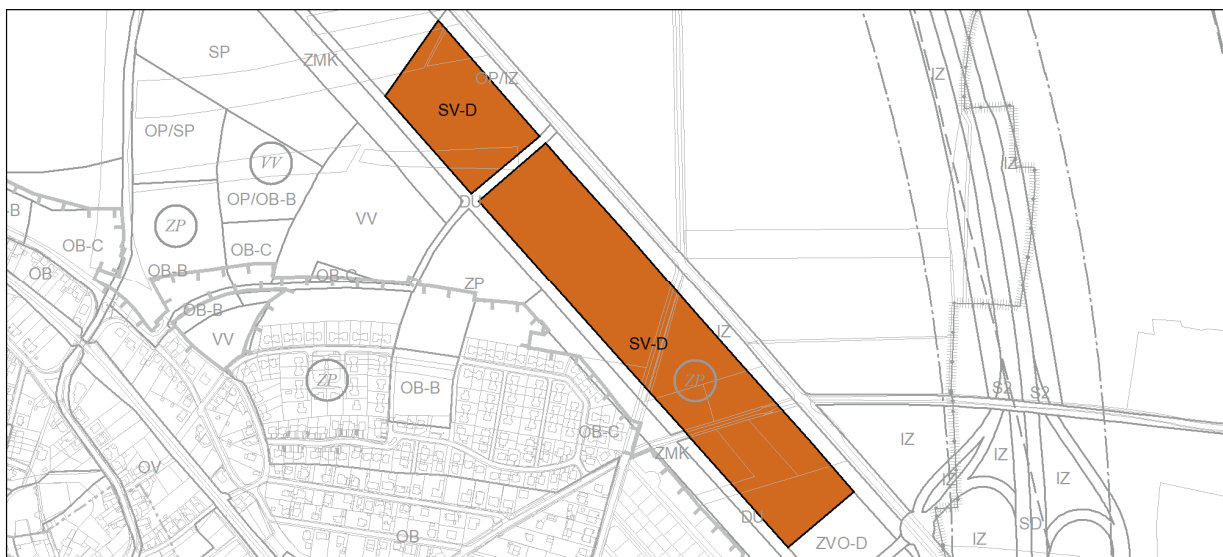 SP
ZMK
IZ
OP/IZ
SV-D
OP/SP
VV
IZ
OP/OB-B
DU
-B
ZP
VV
OB-C
OB-C
OB
OB-B
OB-C
ZP
OB-B
VV
IZ
SV-D
ZP
ZP
OB-B
S2
S2
OB-C
IZ
ZMK
IZ
OV
IZ
IZ
DU
SD
OB
ZVO-D
IZ